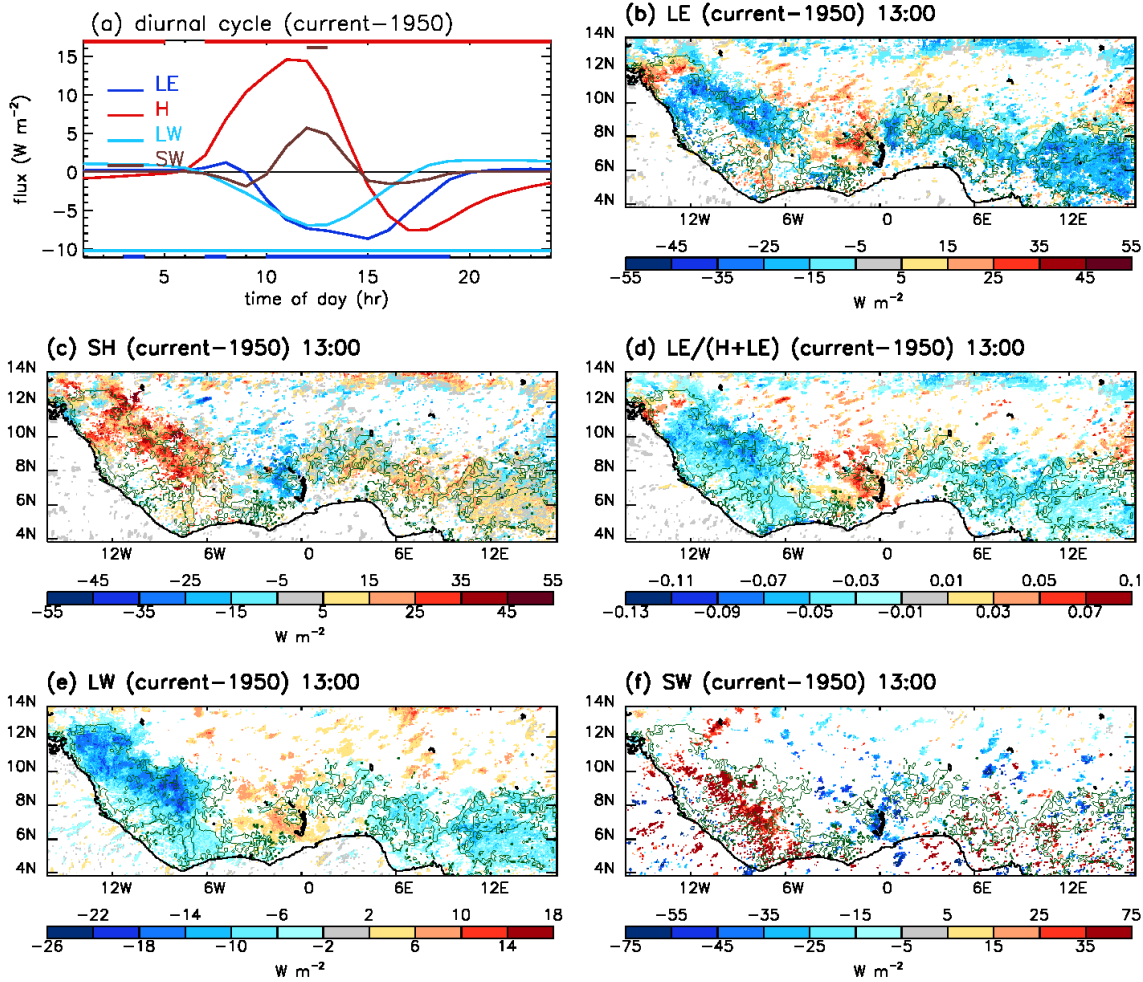 (a) diurnal cycle (current−1950)
flux (W m⁻²)
15
10
5
0
−5
−10
LE
H
LW
SW
5 10 15 20
time of day (hr)
(b) LE (current−1950) 13:00
14N
12N
10N
8N
6N
4N
12W 6W 0 6E 12E
−45 −25 −5 15 35 55
−55 −35 −15 5 25 45
W m⁻²
(c) SH (current−1950) 13:00
14N
12N
10N
8N
6N
4N
12W 6W 0 6E 12E
−45 −25 −5 15 35 55
−55 −35 −15 5 25 45
W m⁻²
(d) LE/(H+LE) (current−1950) 13:00
14N
12N
10N
8N
6N
4N
12W 6W 0 6E 12E
−0.11 −0.07 −0.03 0.01 0.05 0.1
−0.13 −0.09 −0.05 −0.01 0.03 0.07
W m⁻²
(e) LW (current−1950) 13:00
14N
12N
10N
8N
6N
4N
12W 6W 0 6E 12E
−22 −14 −6 2 10 18
−26 −18 −10 −2 6 14
W m⁻²
(f) SW (current−1950) 13:00
14N
12N
10N
8N
6N
4N
12W 6W 0 6E 12E
−55 −35 −15 5 25 75
−75 −45 −25 −5 15 35
W m⁻²